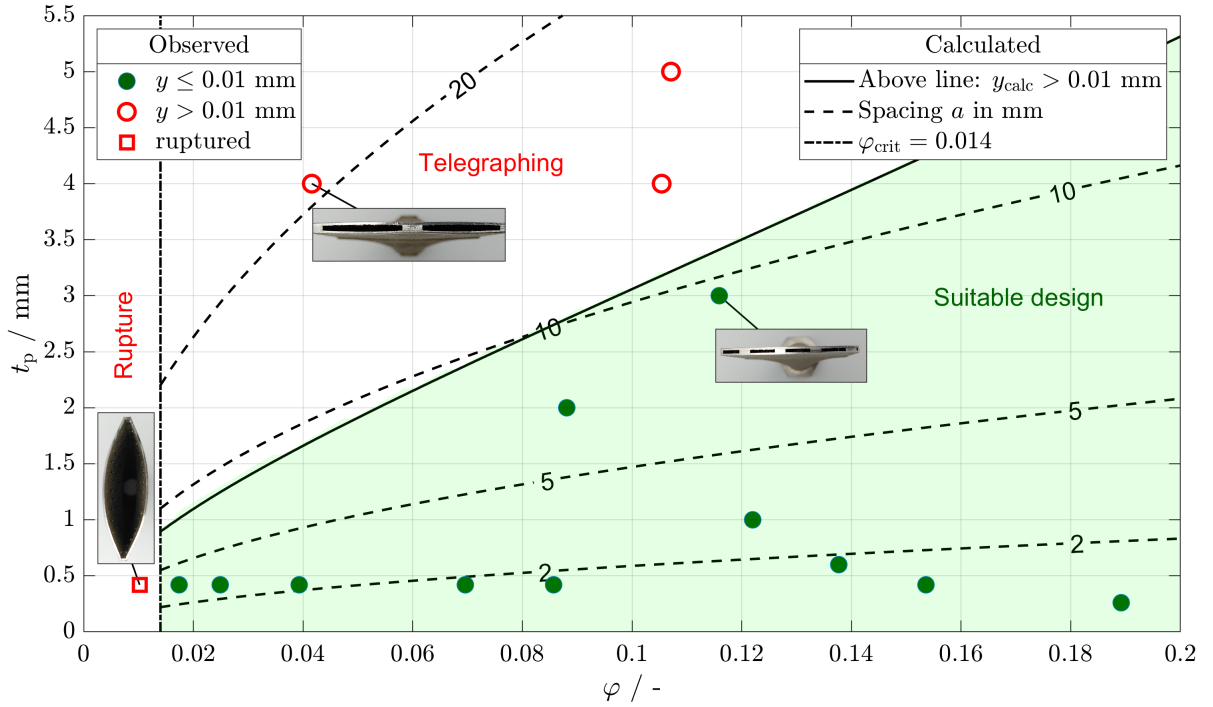 5.5
5
4.5
4
3.5
3
2.5
2
1.5
1
0.5
0
t_p / mm
Observed
y ≤ 0.01 mm
y > 0.01 mm
ruptured
Calculated
Above line: y_calc > 0.01 mm
Spacing a in mm
φ_crit = 0.014
20
Telegraphing
10
Rupture
Suitable design
10
5
5
2
2
0
0.02
0.04
0.06
0.08
0.1
0.12
0.14
0.16
0.18
0.2
φ / -